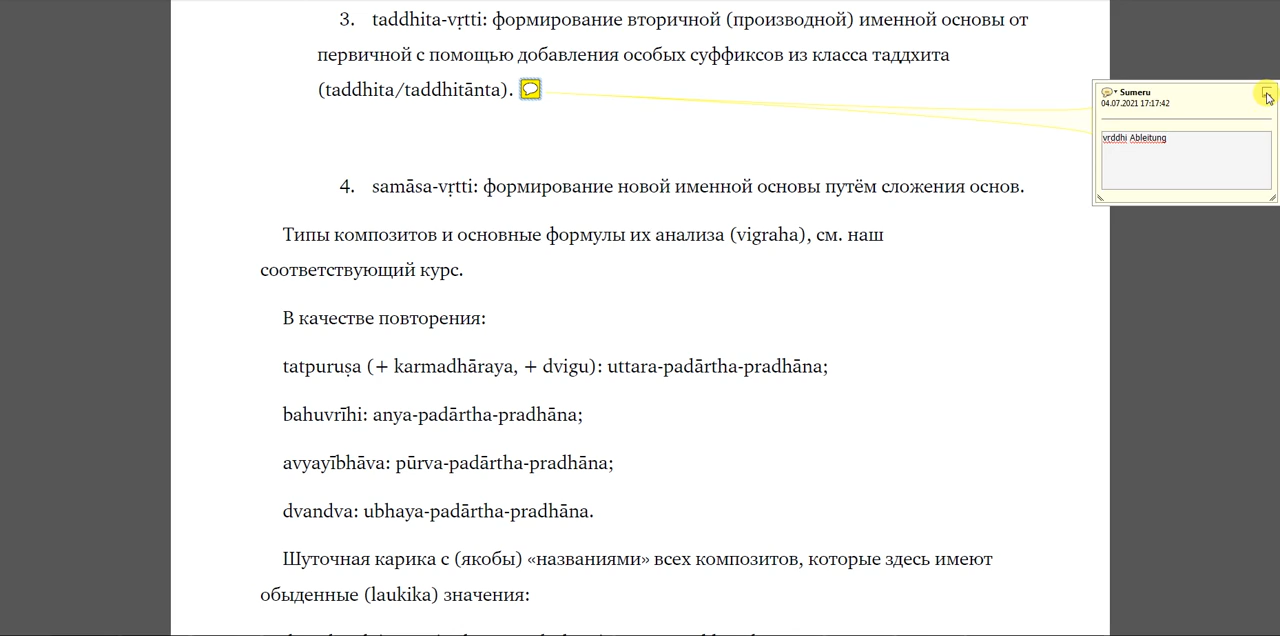 3. taddhita-vṛtti: формирование вторичной (производной) именной основы от
первичной с помощью добавления особых суффиксов из класса таддхита
(taddhita/taddhitānta).
Sumeru
04.07.2021 17:17:42
vrddhi Ableitung
4. samāsa-vṛtti: формирование новой именной основы путём сложения основ.
Типы композитов и основные формулы их анализа (vigraha), см. наш
соответствующий курс.
В качестве повторения:
tatpuruṣa (+ karmadhāraya, + dvigu): uttara-padārtha-pradhāna;
bahuvrīhi: anya-padārtha-pradhāna;
avyayībhāva: pūrva-padārtha-pradhāna;
dvandva: ubhaya-padārtha-pradhāna.
Шуточная карика с (якобы) «названиями» всех композитов, которые здесь имеют
обыденные (laukika) значения: